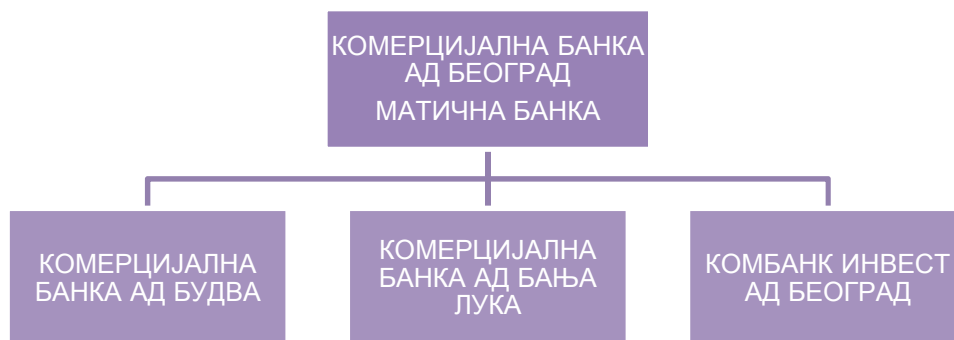 КОМЕРЦИЈАЛНА БАНКА
АД БЕОГРАД
МАТИЧНА БАНКА
КОМЕРЦИЈАЛНА
БАНКА АД БУДВА
КОМЕРЦИЈАЛНА
БАНКА АД БАЊА
ЛУКА
КОМБАНК ИНВЕСТ
АД БЕОГРАД